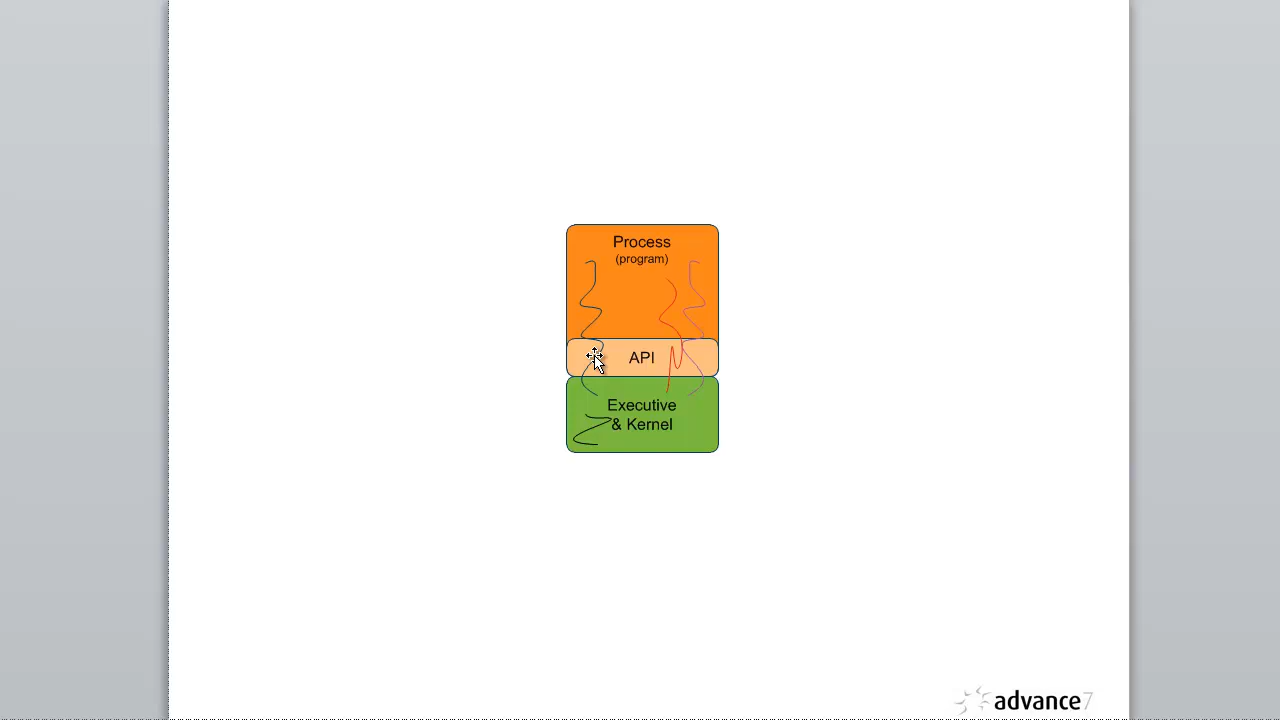 Process
(program)
API
Executive
& Kernel
advance7